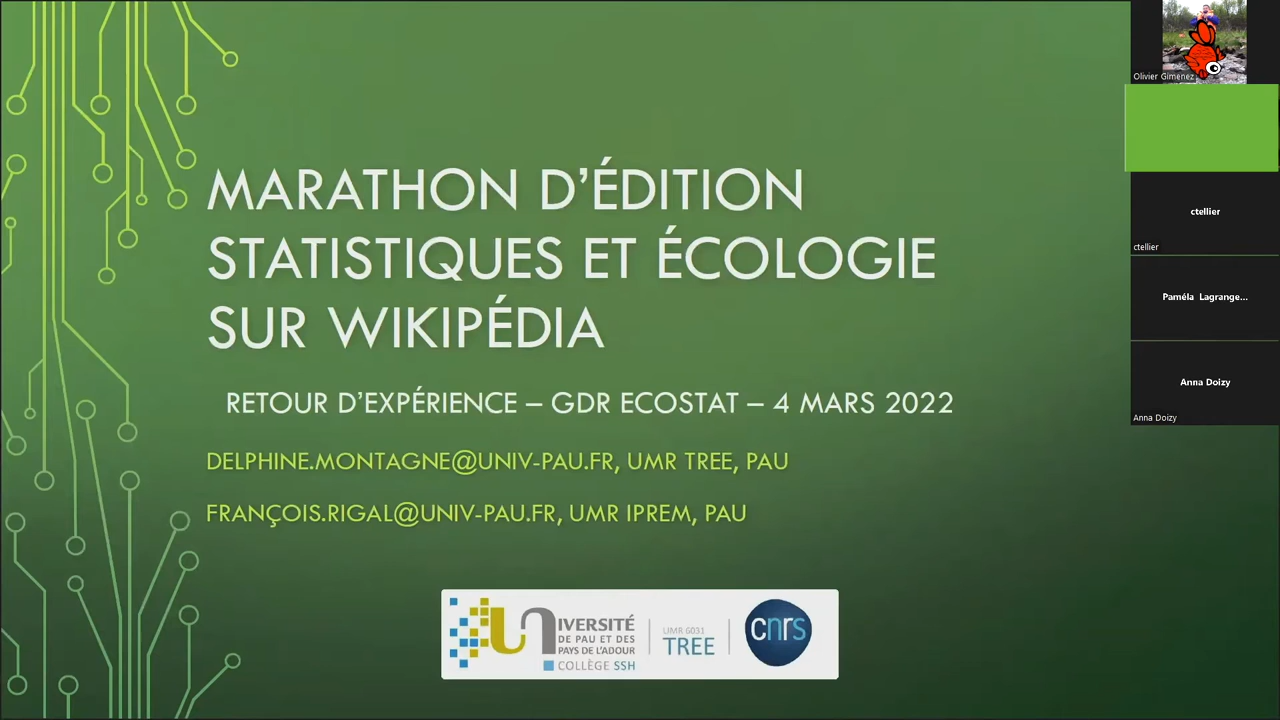 MARATHON D’ÉDITION
STATISTIQUES ET ÉCOLOGIE
SUR WIKIPÉDIA
RETOUR D’EXPÉRIENCE – GDR ECOSTAT – 4 MARS 2022
DELPHINE.MONTAGNE@UNIV-PAU.FR, UMR TREE, PAU
FRANÇOIS.RIGAL@UNIV-PAU.FR, UMR IPREM, PAU
UNIVERSITÉ
DE PAU ET DES
PAYS DE L'ADOUR
COLLÈGE SSH
UMR 6031
TREE
cnrs
Olivier Gimenez
ctellier
ctellier
Paméla Lagrange...
Anna Doizy
Anna Doizy